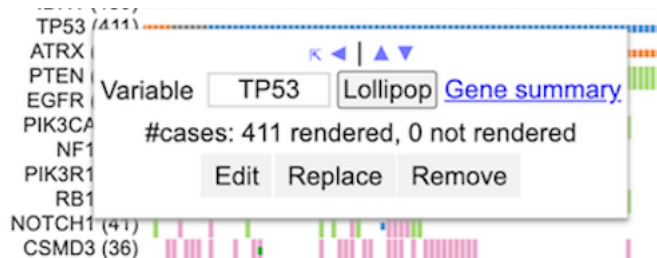 TP53 (411)
ATRX
PTEN
EGFR
PIK3CA
NF1
PIK3R1
RB1
NOTCH1 (41)
CSMD3 (36)
Variable TP53 Lollipop Gene summary
#cases: 411 rendered, 0 not rendered
Edit Replace Remove